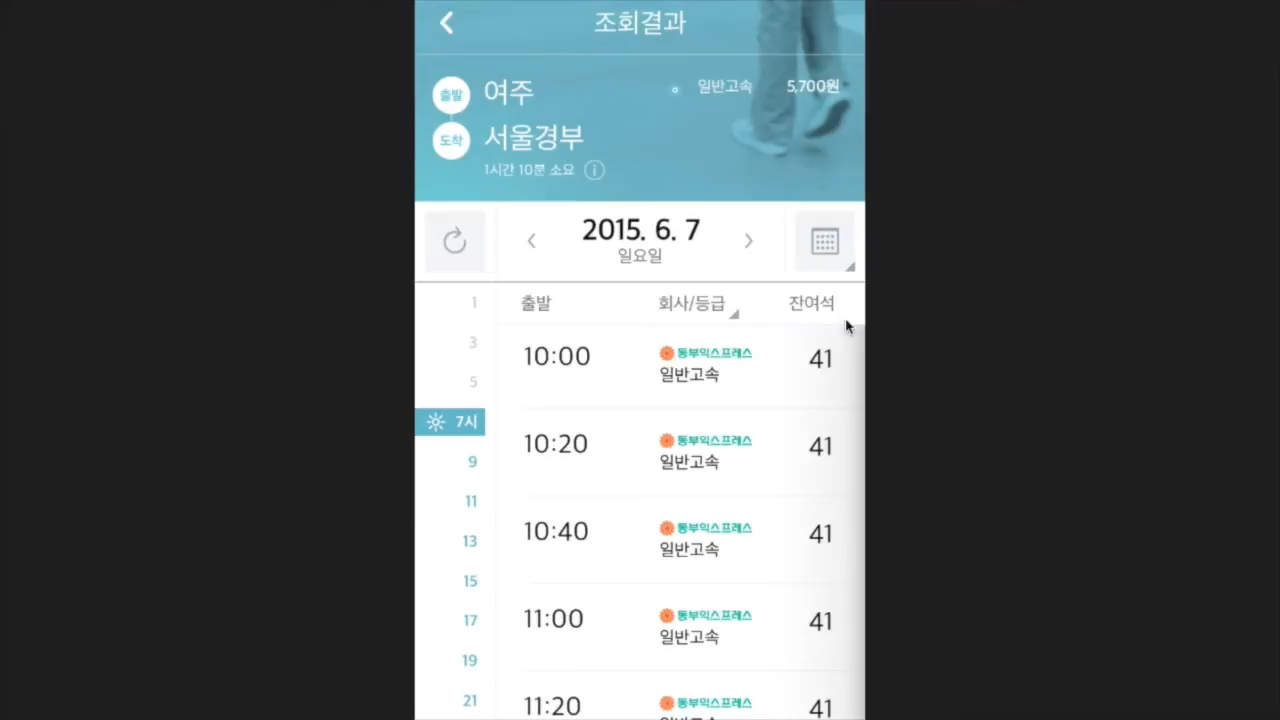 조회결과
출발 여주 일반고속 5,700원
도착 서울경부
1시간 10분 소요 i
2015. 6. 7
일요일
출발 회사/등급 잔여석
1
3
5
7시
9
11
13
15
17
19
21
10:00 동부익스프레스 41
일반고속
10:20 동부익스프레스 41
일반고속
10:40 동부익스프레스 41
일반고속
11:00 동부익스프레스 41
일반고속
11:20 동부익스프레스 41